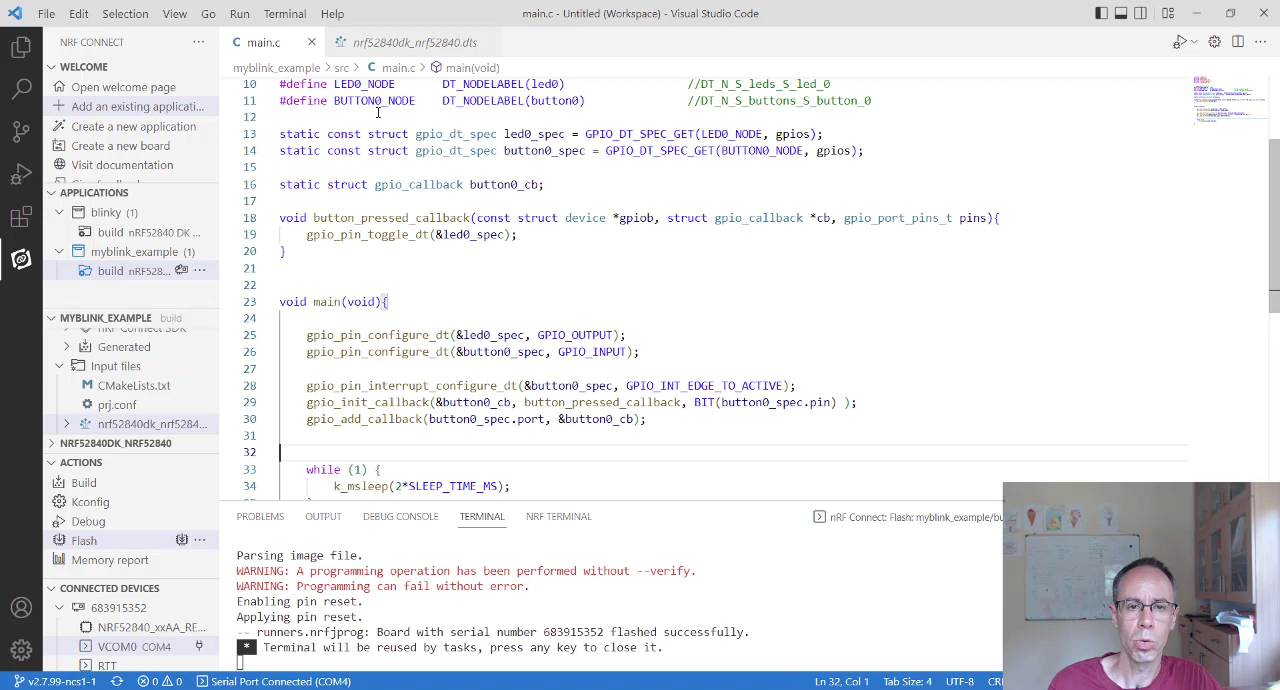 File Edit Selection View Go Run Terminal Help
main.c - Untitled (Workspace) - Visual Studio Code
NRF CONNECT ···
WELCOME
Open welcome page
Add an existing applicati...
Create a new application
Create a new board
Visit documentation
APPLICATIONS
blinky (1)
build nRF52840 DK ...
myblink_example (1)
build nRF528... ···
MYBLINK_EXAMPLE build
nRF Connect SDK
Generated
Input files
CMakeLists.txt
prj.conf
nrf52840dk_nrf5284...
NRF52840DK_NRF52840
ACTIONS
Build
Kconfig
Debug
Flash ···
Memory report
CONNECTED DEVICES
683915352
NRF52840_xxAA_RE...
VCOM0 COM4
RTT
main.c
nrf52840dk_nrf52840.dts
myblink_example > src > C main.c > main(void)
10 #define LED0_NODE DT_NODELABEL(led0) //DT_N_S_leds_S_led_0
11 #define BUTTON0_NODE DT_NODELABEL(button0) //DT_N_S_buttons_S_button_0
12
13 static const struct gpio_dt_spec led0_spec = GPIO_DT_SPEC_GET(LED0_NODE, gpios);
14 static const struct gpio_dt_spec button0_spec = GPIO_DT_SPEC_GET(BUTTON0_NODE, gpios);
15
16 static struct gpio_callback button0_cb;
17
18 void button_pressed_callback(const struct device *gpiob, struct gpio_callback *cb, gpio_port_pins_t pins){
19 gpio_pin_toggle_dt(&led0_spec);
20 }
21
22
23 void main(void){
24
25 gpio_pin_configure_dt(&led0_spec, GPIO_OUTPUT);
26 gpio_pin_configure_dt(&button0_spec, GPIO_INPUT);
27
28 gpio_pin_interrupt_configure_dt(&button0_spec, GPIO_INT_EDGE_TO_ACTIVE);
29 gpio_init_callback(&button0_cb, button_pressed_callback, BIT(button0_spec.pin) );
30 gpio_add_callback(button0_spec.port, &button0_cb);
31
32
33 while (1) {
34 k_msleep(2*SLEEP_TIME_MS);
PROBLEMS OUTPUT DEBUG CONSOLE TERMINAL NRF TERMINAL
nRF Connect: Flash: myblink_example/bu
Parsing image file.
WARNING: A programming operation has been performed without --verify.
WARNING: Programming can fail without error.
Enabling pin reset.
Applying pin reset.
-- runners.nrfjprog: Board with serial number 683915352 flashed successfully.
* Terminal will be reused by tasks, press any key to close it.
v2.7.99-ncs1-1 0 0 Serial Port Connected (COM4)
Ln 32, Col 1 Tab Size: 4 UTF-8